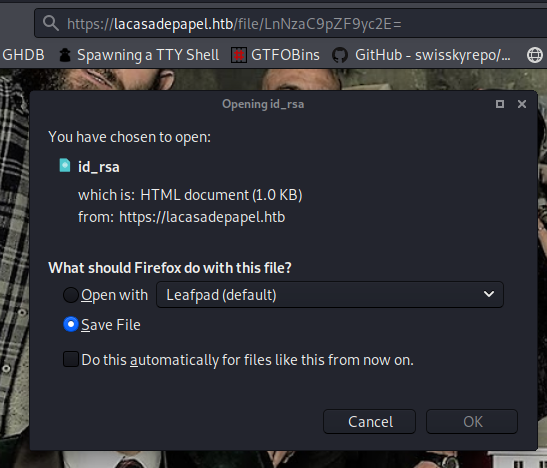 https://lacasadepapel.htb/file/LnNzaC9pZF9yc2E=
GHDB Spawning a TTY Shell GTFOBins GitHub - swisskyrepo/...
Opening id_rsa
You have chosen to open:
id_rsa
which is: HTML document (1.0 KB)
from: https://lacasadepapel.htb
What should Firefox do with this file?
Open with Leafpad (default)
Save File
Do this automatically for files like this from now on.
Cancel OK